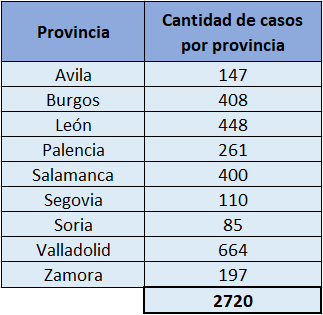 Provincia
Cantidad de casos
por provincia
Avila 147
Burgos 408
León 448
Palencia 261
Salamanca 400
Segovia 110
Soria 85
Valladolid 664
Zamora 197
2720